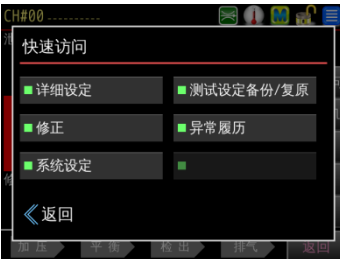 CH#00 ----------
M
快速访问
详细设定
测试设定备份/复原
修正
异常履历
系统设定
返回
加压
平衡
检出
排气
返回